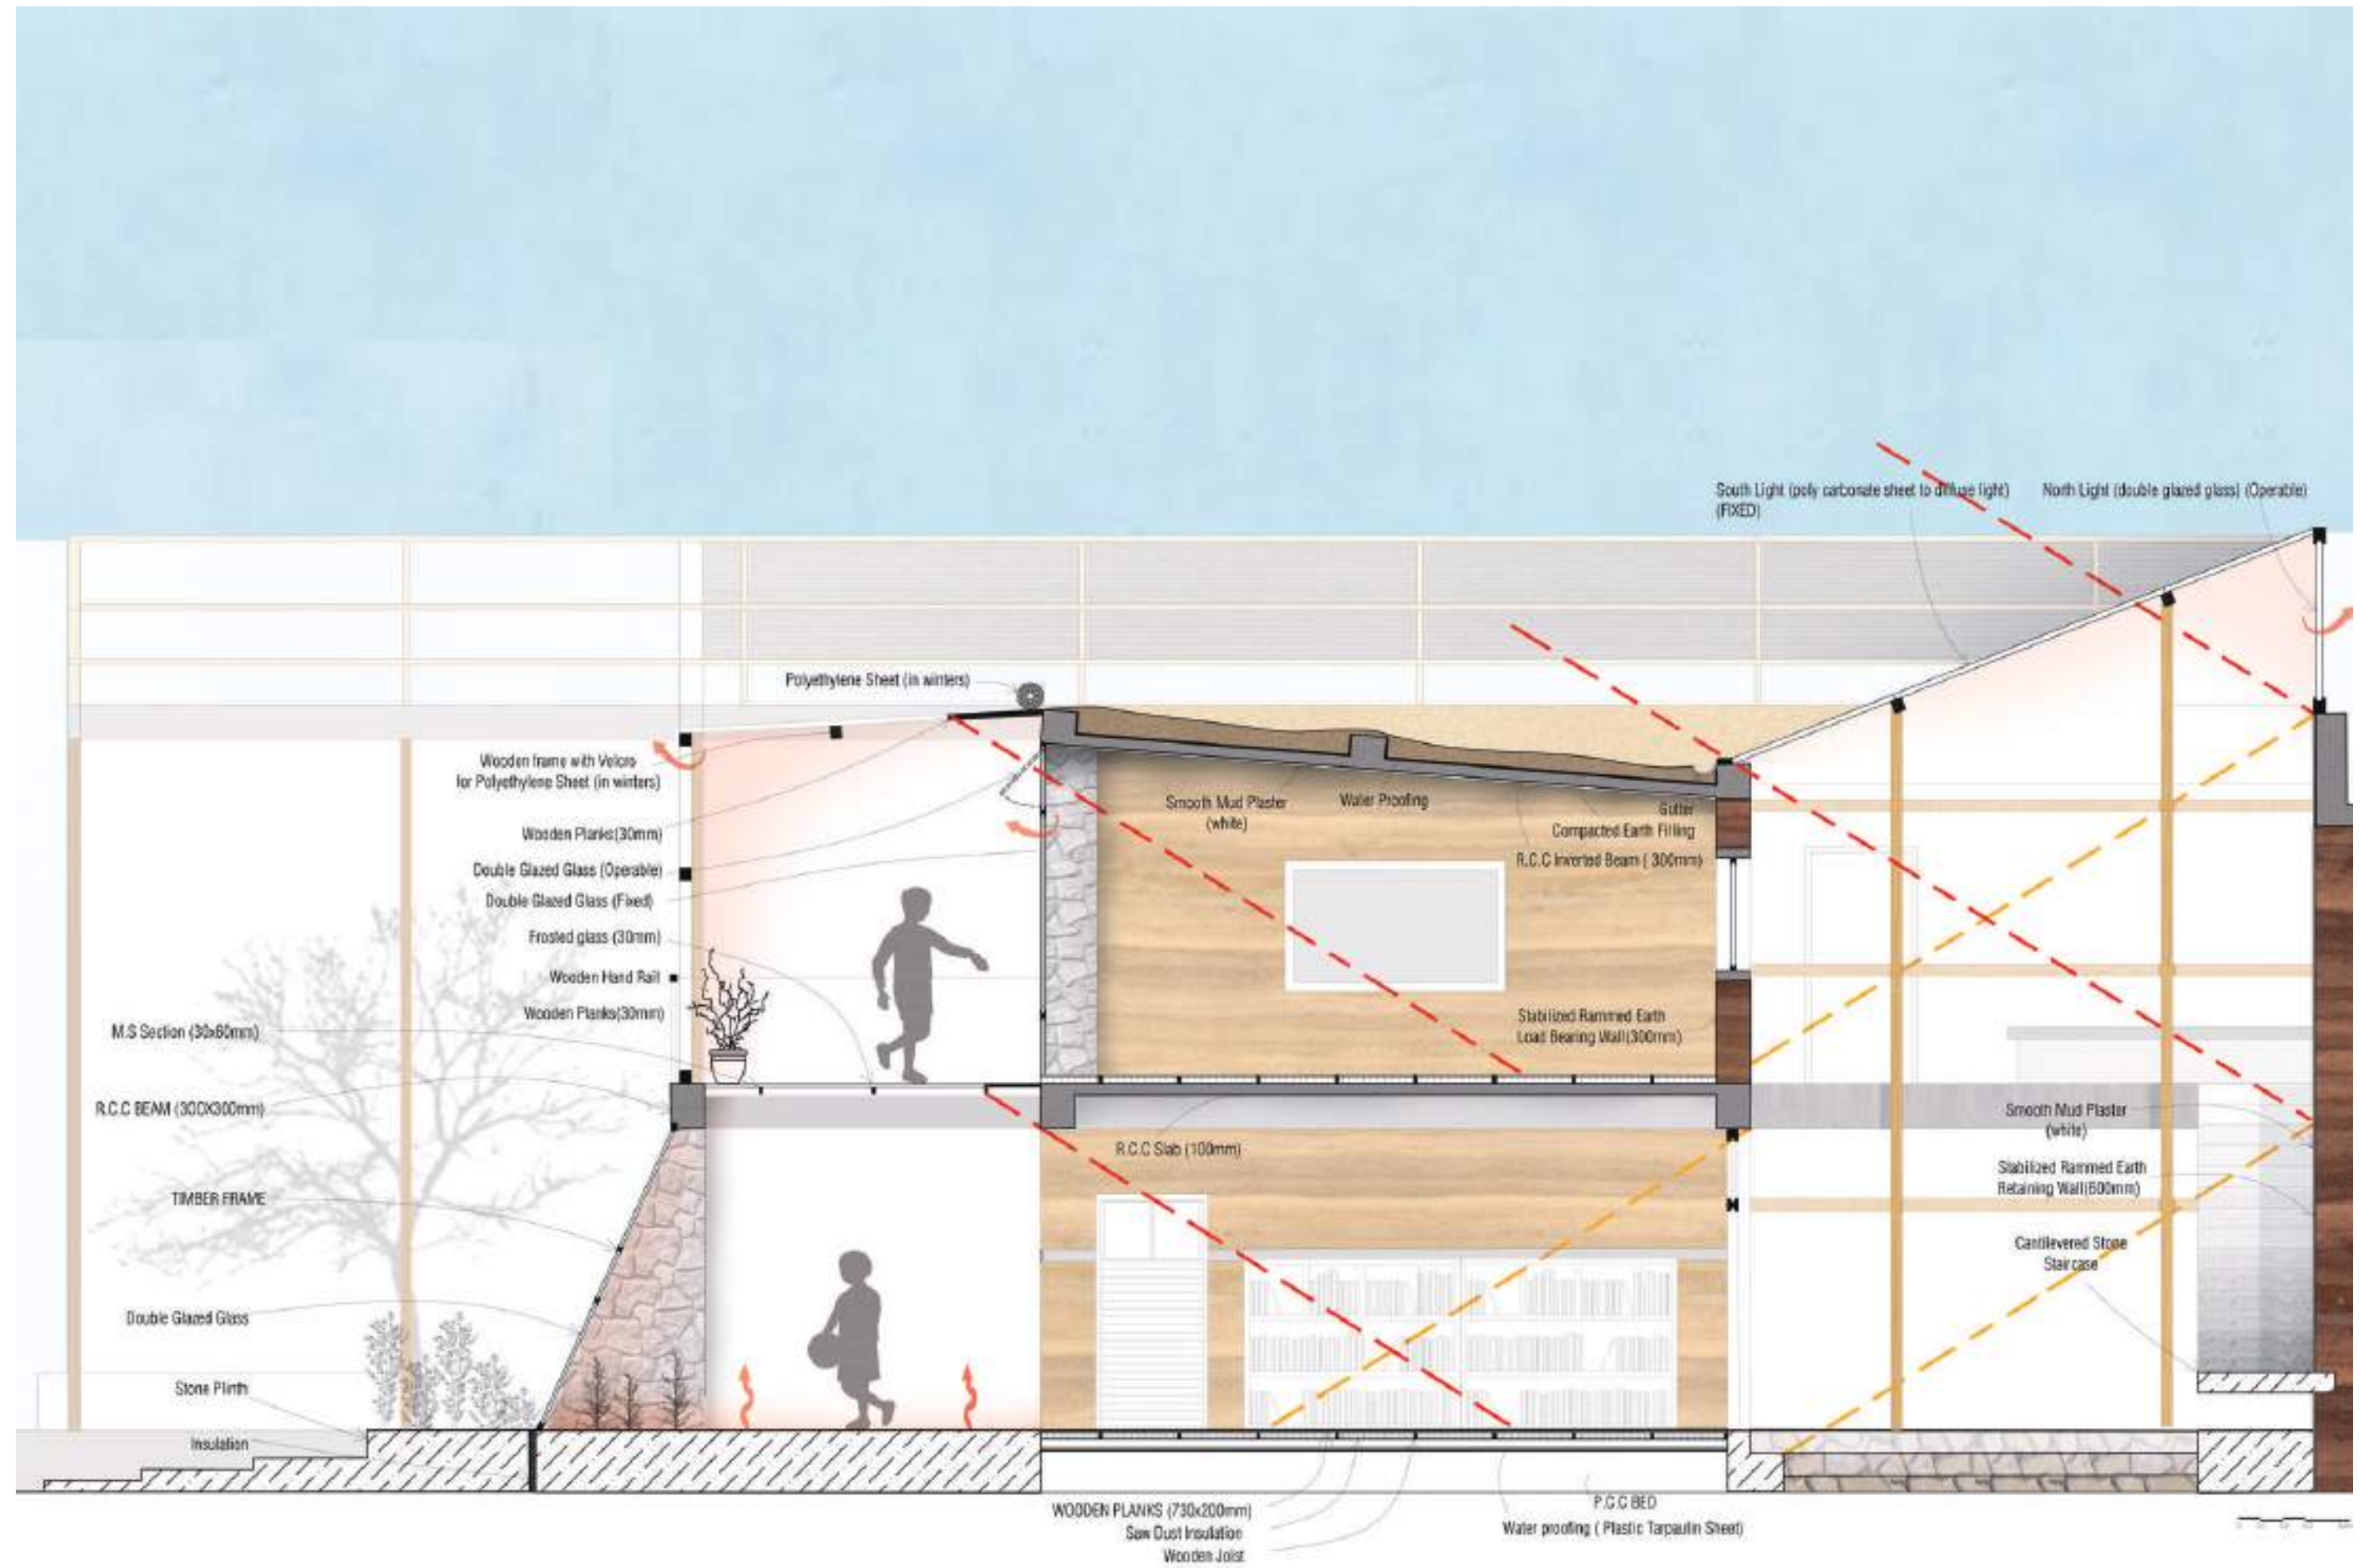 South Light (poly carbonate sheet to diffuse light)
(FIXED)
North Light (double glazed glass) (Operable)
Polyethylene Sheet (in winters)
Wooden frame with Velcro
for Polyethylene Sheet (in winters)
Wooden Planks(30mm)
Double Glazed Glass (Operable)
Double Glazed Glass (Fixed)
Frosted glass (30mm)
Wooden Hand Rail
Wooden Planks(30mm)
M.S Section (30x60mm)
R.C.C BEAM (300X300mm)
TIMBER FRAME
Double Glazed Glass
Stone Plinth
Insulation
Smooth Mud Plaster
(white)
Water Proofing
Gutter
Compacted Earth Filling
R.C.C Inverted Beam ( 300mm)
Stabilized Rammed Earth
Load Bearing Wall(300mm)
R.C.C Slab (100mm)
Smooth Mud Plaster
(white)
Stabilized Rammed Earth
Retaining Wall(600mm)
Cantilevered Stone
Staircase
WOODEN PLANKS (730x200mm)
Saw Dust Insulation
Wooden Joist
P.C.C BED
Water proofing ( Plastic Tarpaulin Sheet)